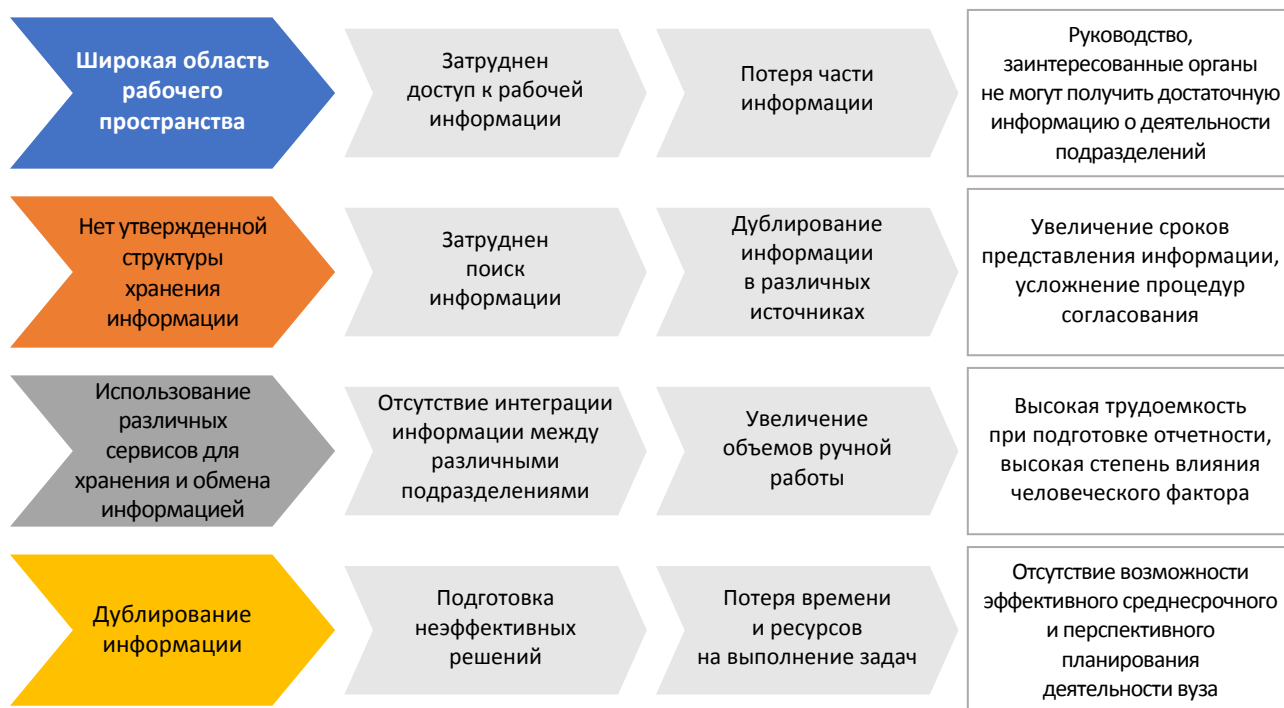 Широкая область
рабочего
пространства
Затруднен
доступ к рабочей
информации
Потеря части
информации
Руководство,
заинтересованные органы
не могут получить достаточную
информацию о деятельности
подразделений
Нет утвержденной
структуры
хранения
информации
Затруднен
поиск
информации
Дублирование
информации
в различных
источниках
Увеличение сроков
представления информации,
усложнение процедур
согласования
Использование
различных
сервисов для
хранения и обмена
информацией
Отсутствие интеграции
информации между
различными
подразделениями
Увеличение
объемов ручной
работы
Высокая трудоемкость
при подготовке отчетности,
высокая степень влияния
человеческого фактора
Дублирование
информации
Подготовка
неэффективных
решений
Потеря времени
и ресурсов
на выполнение задач
Отсутствие возможности
эффективного среднесрочного
и перспективного
планирования
деятельности вуза